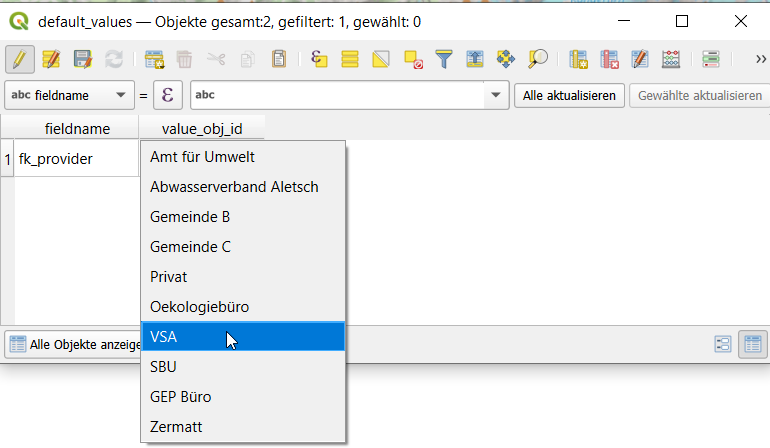 default_values — Objekte gesamt:2, gefiltert: 1, gewählt: 0
abc fieldname = ε abc Alle aktualisieren Gewählte aktualisieren
fieldname value_obj_id
1 fk_provider
Amt für Umwelt
Abwasserverband Aletsch
Gemeinde B
Gemeinde C
Privat
Oekologiebüro
VSA
Alle Objekte anzeige
SBU
GEP Büro
Zermatt